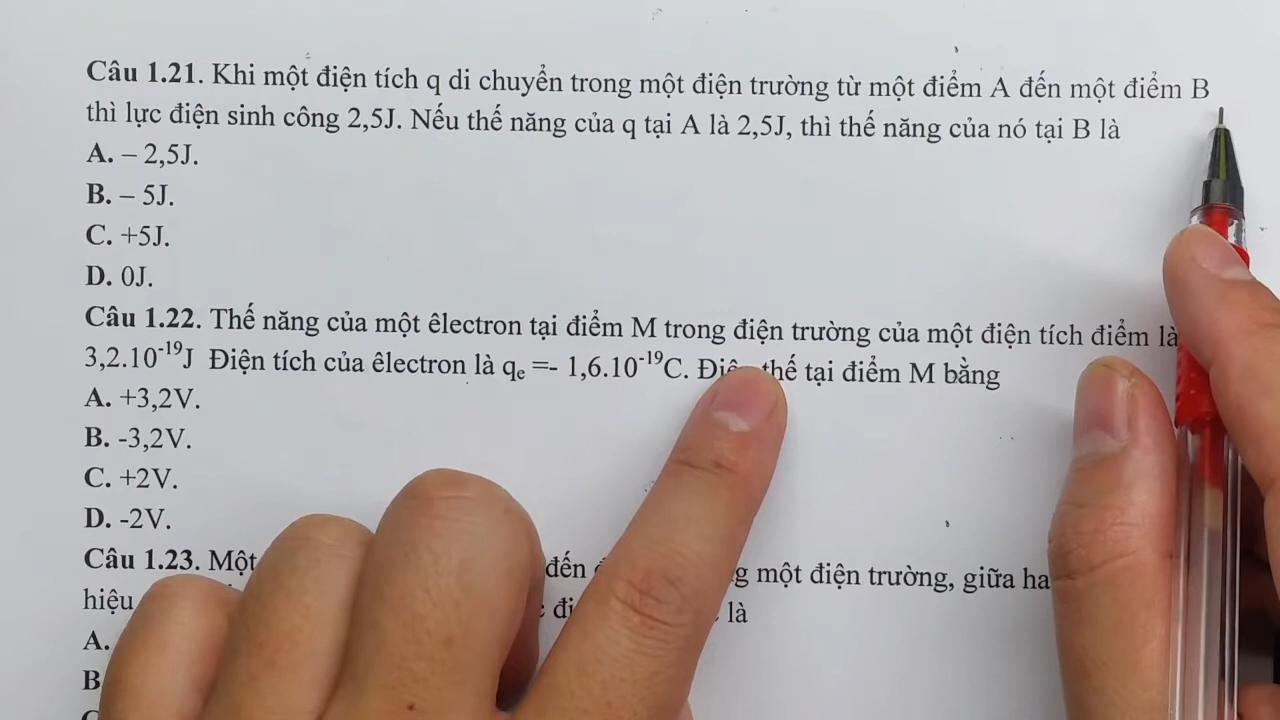 Câu 1.21. Khi một điện tích q di chuyển trong một điện trường từ một điểm A đến một điểm B
thì lực điện sinh công 2,5J. Nếu thế năng của q tại A là 2,5J, thì thế năng của nó tại B là
A. – 2,5J.
B. – 5J.
C. +5J.
D. 0J.
Câu 1.22. Thế năng của một êlectron tại điểm M trong điện trường của một điện tích điểm là
3,2.10⁻¹⁹J Điện tích của êlectron là qₑ =- 1,6.10⁻¹⁹C. thế tại điểm M bằng
A. +3,2V.
B. -3,2V.
C. +2V.
D. -2V.
Câu 1.23. Một đến một điện trường, giữa
hiệu là
A.
B